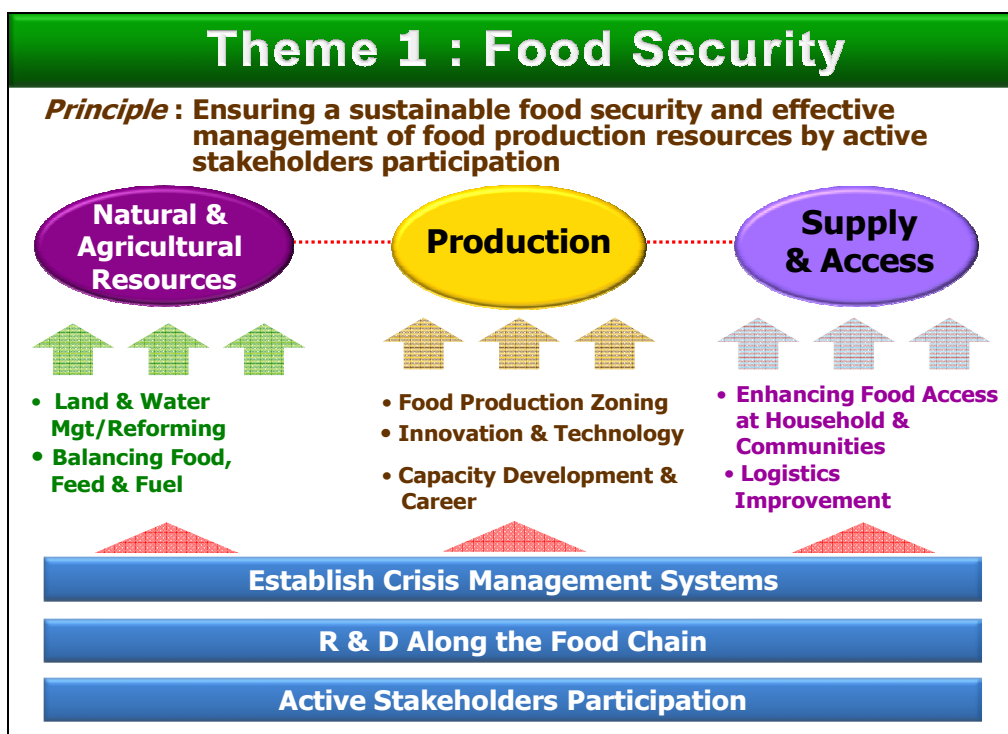 Theme 1 : Food Security
Principle : Ensuring a sustainable food security and effective
management of food production resources by active
stakeholders participation
Natural &
Agricultural
Resources
Production
Supply
& Access
• Land & Water
Mgt/Reforming
• Balancing Food,
Feed & Fuel
• Food Production Zoning
• Innovation & Technology
• Capacity Development &
Career
• Enhancing Food Access
at Household &
Communities
• Logistics
Improvement
Establish Crisis Management Systems
R & D Along the Food Chain
Active Stakeholders Participation